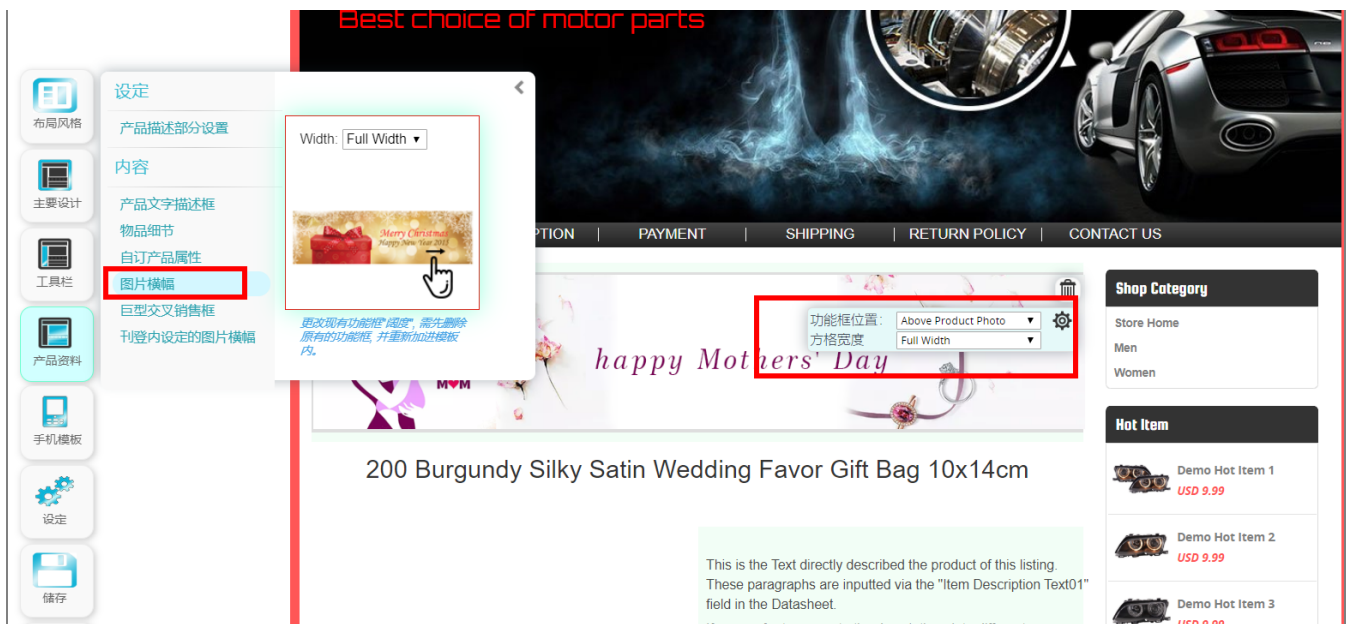 Best choice of motor parts
布局风格
主要设计
工具栏
产品资料
手机模板
设定
储存
设定
产品描述部分设置
内容
产品文字描述框
物品细节
自订产品属性
图片横幅
巨型交叉销售框
刊登内设定的图片横幅
Width: Full Width
Merry Christmas
Happy New Year 2015
更改现有功能框"阔度", 需先删除
原有的功能框, 并重新加进模板
内。
PTION | PAYMENT | SHIPPING | RETURN POLICY | CONTACT US
功能框位置: Above Product Photo
方格宽度 Full Width
happy Mothers' Day
M♥M
200 Burgundy Silky Satin Wedding Favor Gift Bag 10x14cm
This is the Text directly described the product of this listing.
These paragraphs are inputted via the "Item Description Text01"
field in the Datasheet.
Shop Category
Store Home
Men
Women
Hot Item
Demo Hot Item 1
USD 9.99
Demo Hot Item 2
USD 9.99
Demo Hot Item 3
USD 9.99